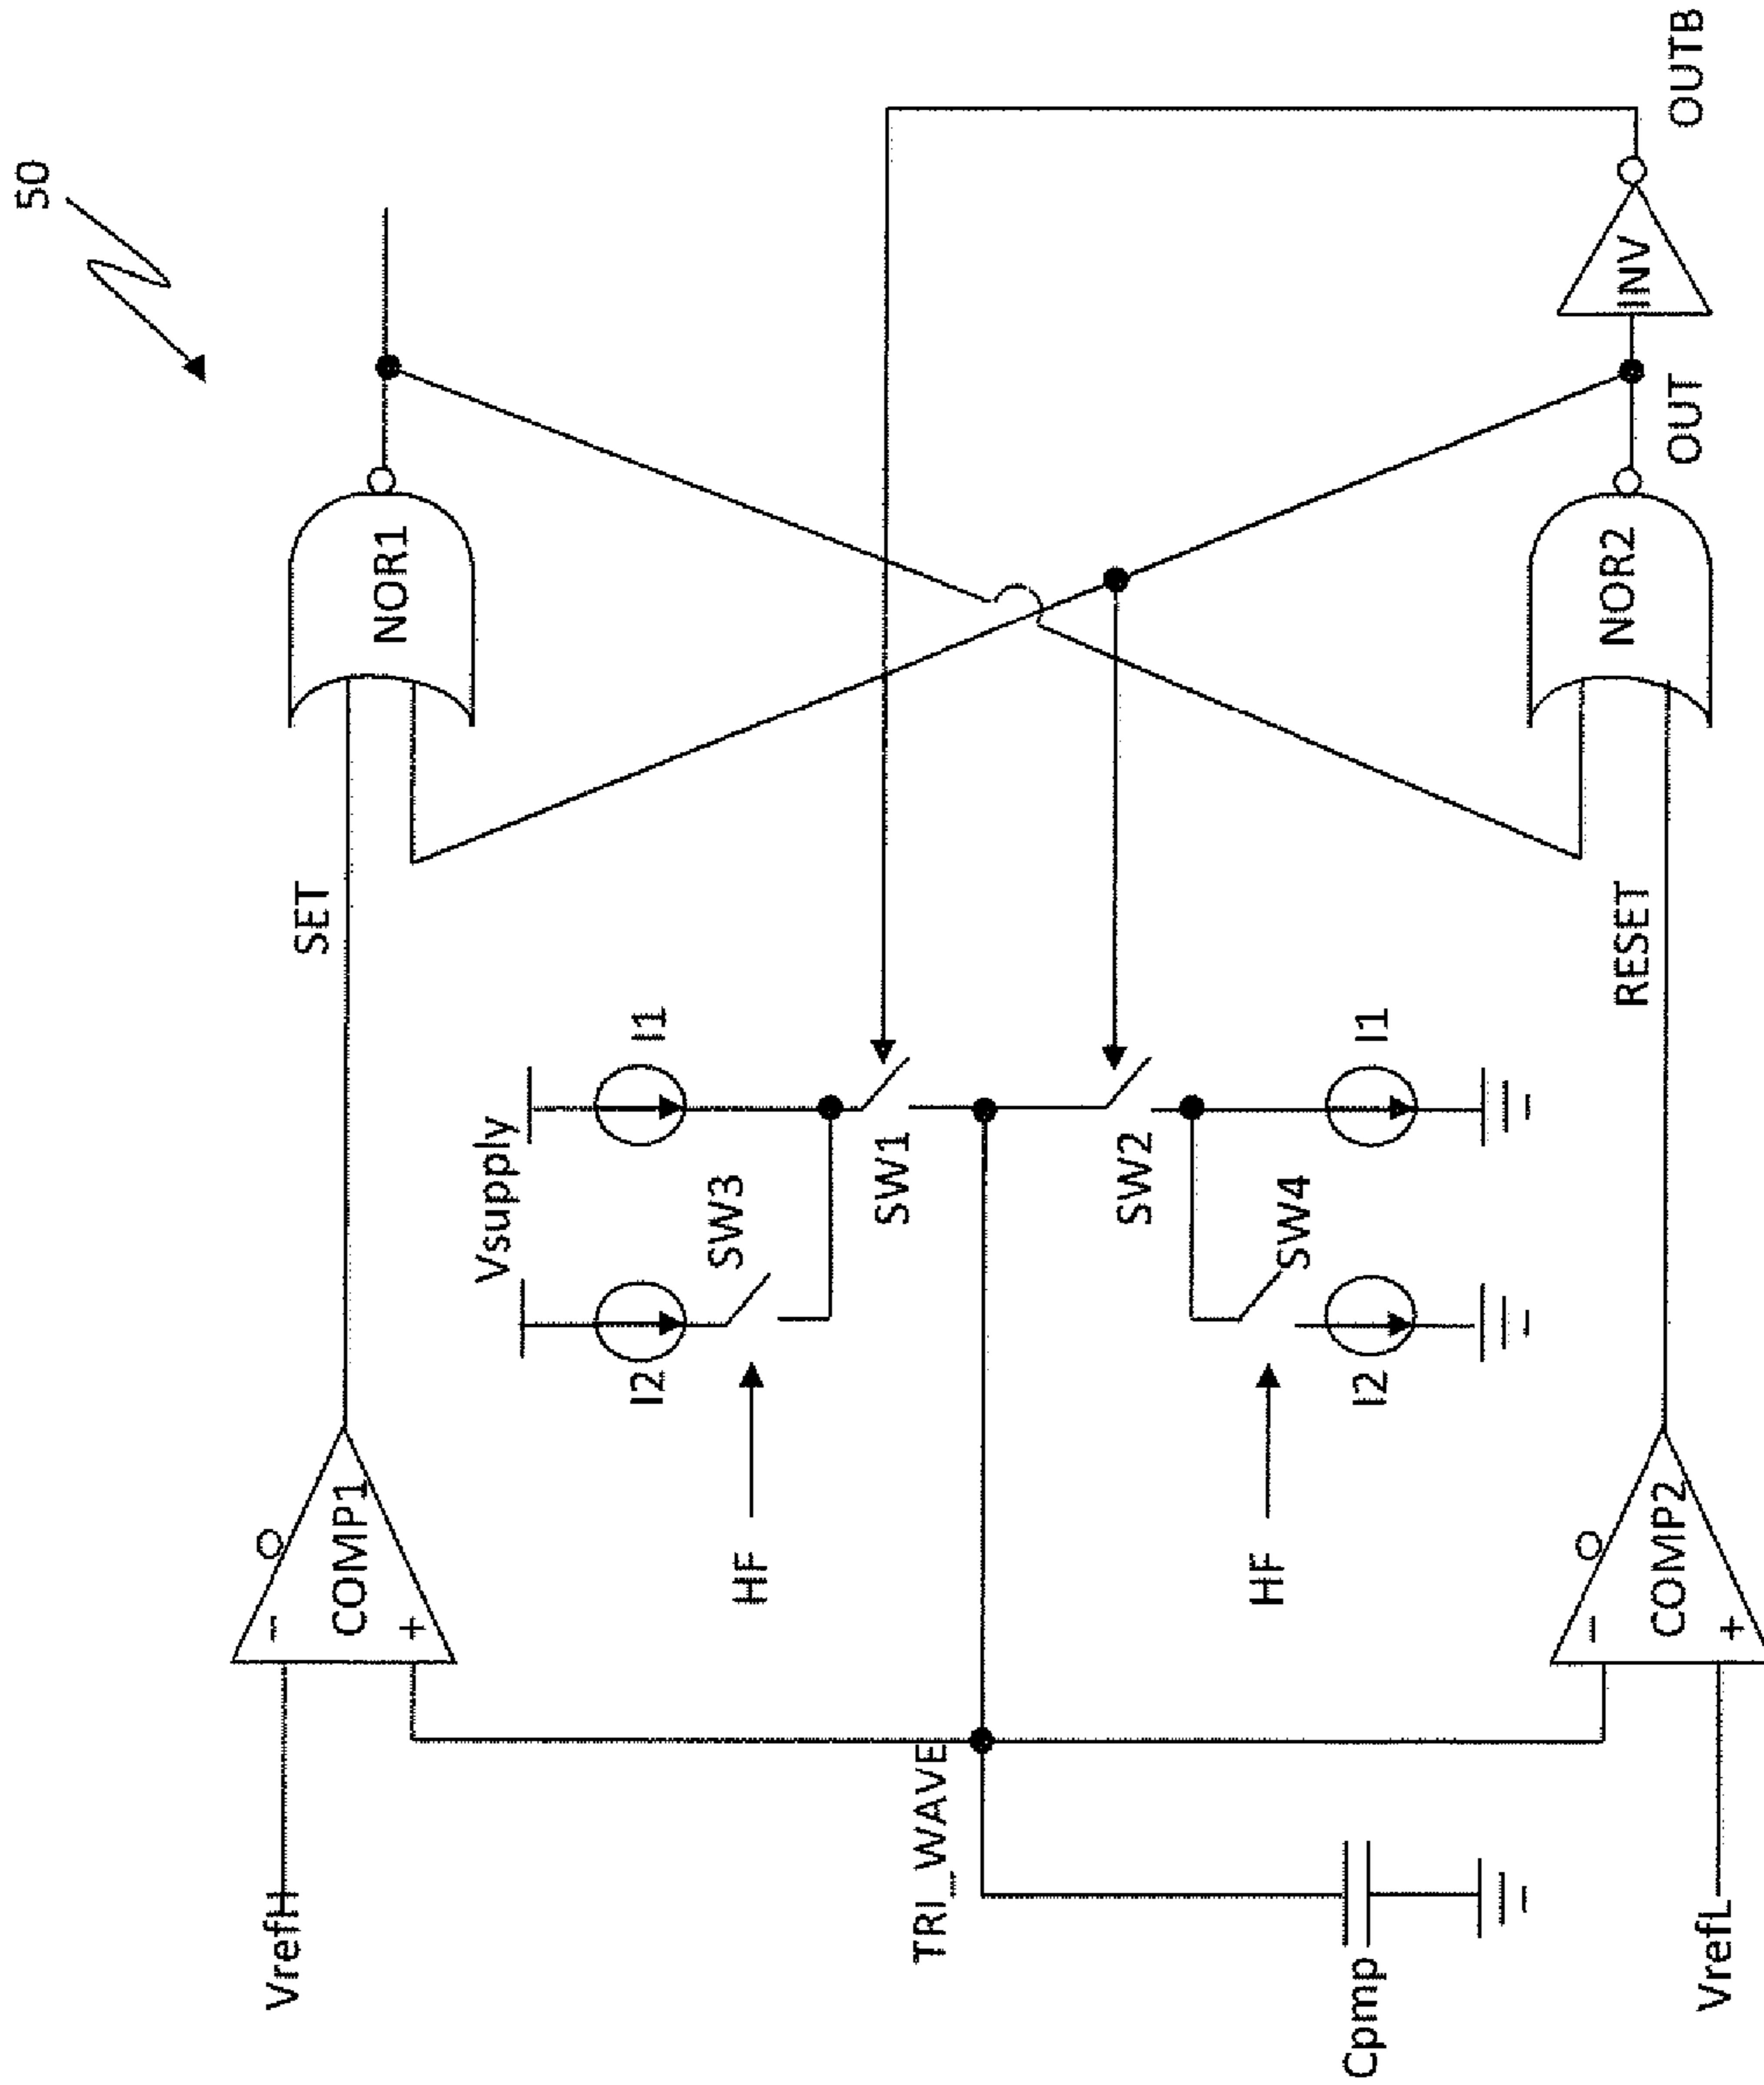 50
VrefH
−
COMP1
+
SET
NOR1
Vsupply
I2
I1
HF
SW3
SW1
TRI_WAVE
HF
SW4
SW2
I2
I1
Cpmp
VrefL
−
COMP2
+
RESET
NOR2
OUT
INV
OUTB